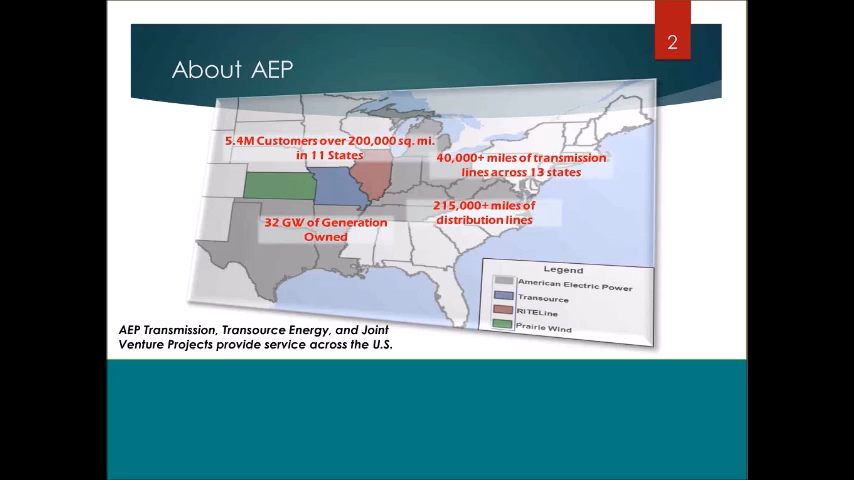 2
About AEP
5.4M Customers over 200,000 sq. mi.
in 11 States
40,000+ miles of transmission
lines across 13 states
215,000+ miles of
distribution lines
32 GW of Generation
Owned
Legend
American Electric Power
Transource
RITELine
Prairie Wind
AEP Transmission, Transource Energy, and Joint
Venture Projects provide service across the U.S.